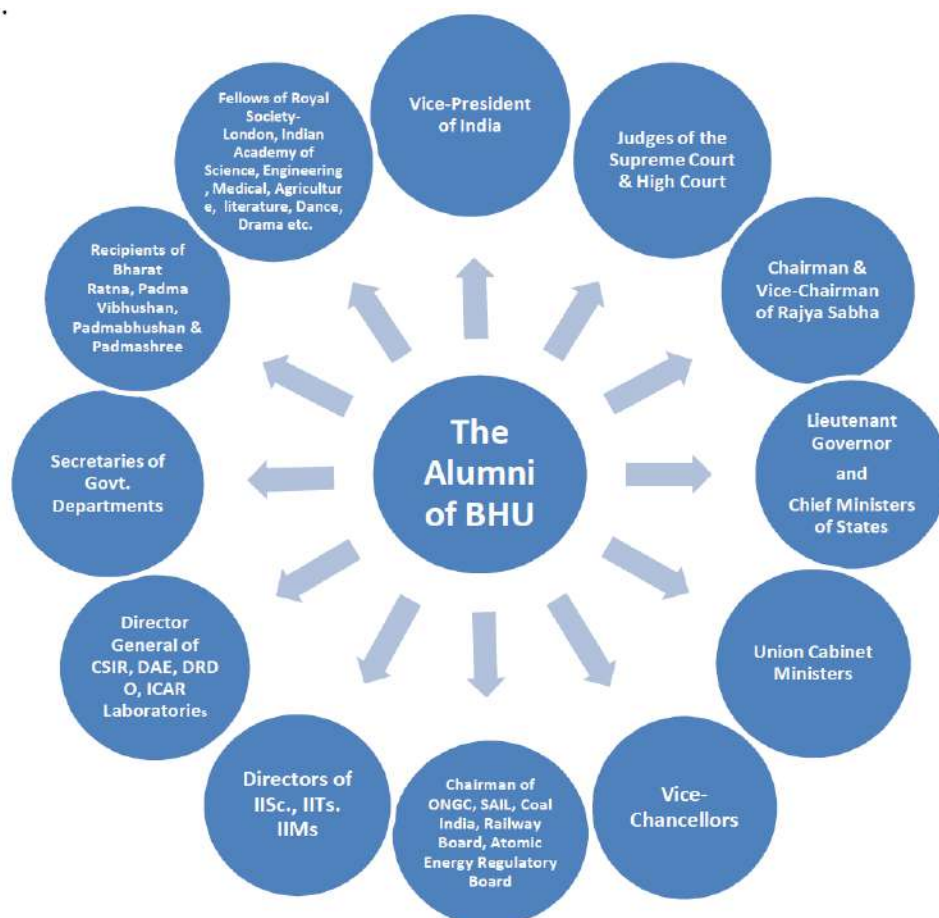 .
Vice-President
of India
Judges of the
Supreme Court
& High Court
Chairman &
Vice-Chairman
of Rajya Sabha
Lieutenant
Governor
and
Chief Ministers
of States
Union Cabinet
Ministers
Vice-
Chancellors
Chairman of
ONGC, SAIL, Coal
India, Railway
Board, Atomic
Energy Regulatory
Board
Directors of
IISc., IITs.
IIMs
Director
General of
CSIR, DAE, DRD
O, ICAR
Laboratories
Secretaries of
Govt.
Departments
Recipients of
Bharat
Ratna, Padma
Vibhushan,
Padmabhushan &
Padmashree
Fellows of Royal
Society-
London, Indian
Academy of
Science, Engineering
, Medical, Agricultur
e, literature, Dance,
Drama etc.
The
Alumni
of BHU